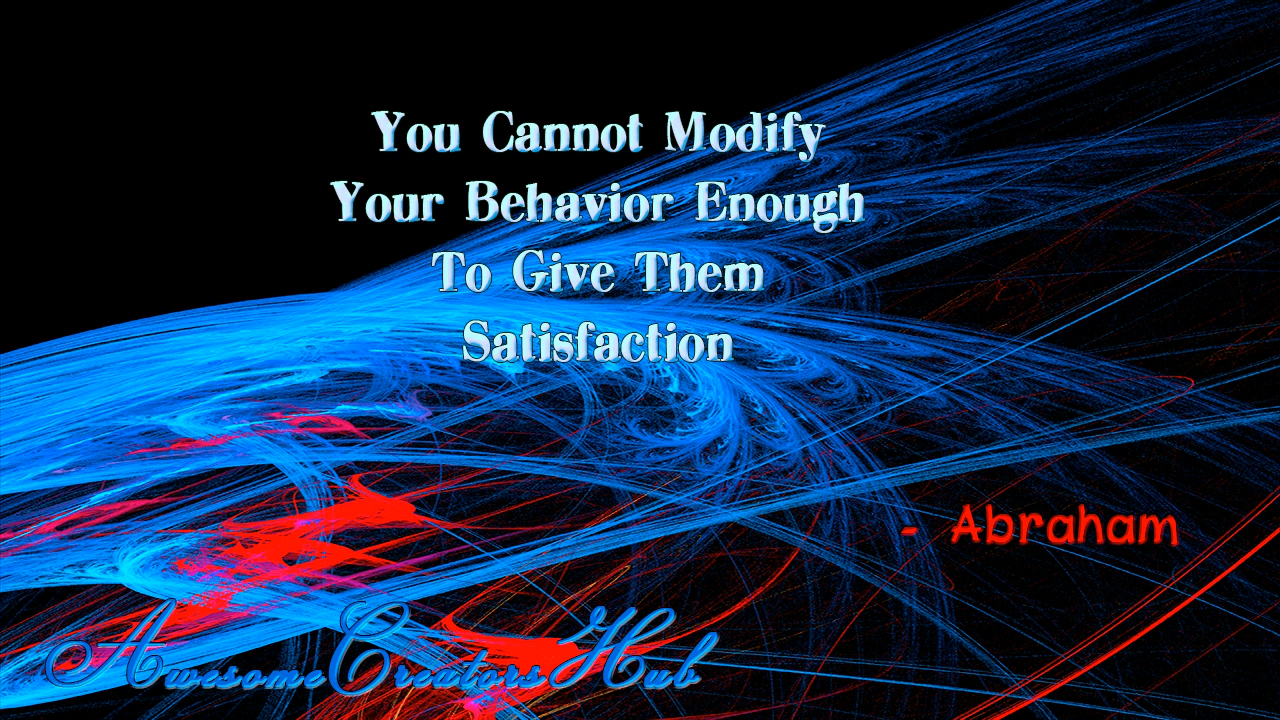 You Cannot Modify
Your Behavior Enough
To Give Them
Satisfaction
- Abraham
AwesomeCreatorsHub